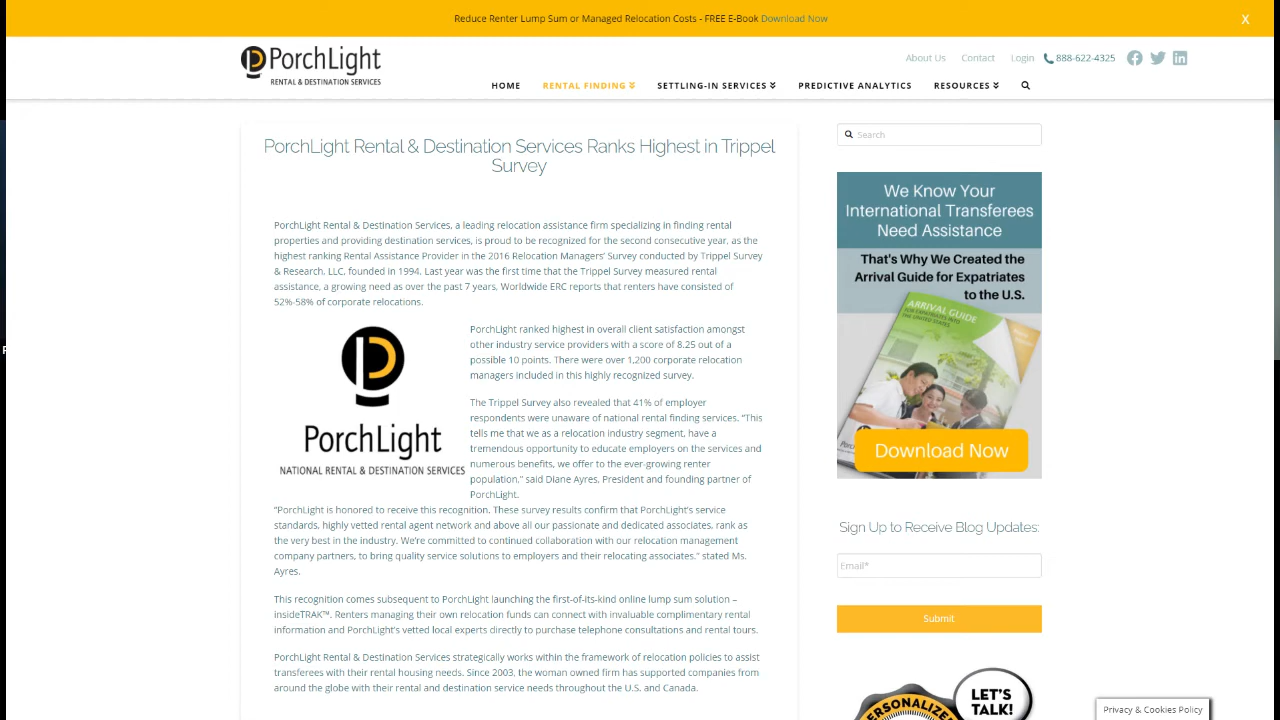 Reduce Renter Lump Sum or Managed Relocation Costs - FREE E-Book Download Now
X
PorchLight
RENTAL & DESTINATION SERVICES
About Us Contact Login 888-622-4325
HOME RENTAL FINDING SETTLING-IN SERVICES PREDICTIVE ANALYTICS RESOURCES
PorchLight Rental & Destination Services Ranks Highest in Trippel
Survey
PorchLight Rental & Destination Services, a leading relocation assistance firm specializing in finding rental
properties and providing destination services, is proud to be recognized for the second consecutive year, as the
highest ranking Rental Assistance Provider in the 2016 Relocation Managers' Survey conducted by Trippel Survey
& Research, LLC, founded in 1994. Last year was the first time that the Trippel Survey measured rental
assistance, a growing need as over the past 7 years, Worldwide ERC reports that renters have consisted of
52%-58% of corporate relocations.
PorchLight
NATIONAL RENTAL & DESTINATION SERVICES
PorchLight ranked highest in overall client satisfaction amongst
other industry service providers with a score of 8.25 out of a
possible 10 points. There were over 1,200 corporate relocation
managers included in this highly recognized survey.
The Trippel Survey also revealed that 41% of employer
respondents were unaware of national rental finding services. "This
tells me that we as a relocation industry segment, have a
tremendous opportunity to educate employers on the services and
numerous benefits, we offer to the ever-growing renter
population," said Diane Ayres, President and founding partner of
PorchLight.
"PorchLight is honored to receive this recognition. These survey results confirm that PorchLight's service
standards, highly vetted rental agent network and above all our passionate and dedicated associates, rank as
the very best in the industry. We're committed to continued collaboration with our relocation management
company partners, to bring quality service solutions to employers and their relocating associates." stated Ms.
Ayres.
This recognition comes subsequent to PorchLight launching the first-of-its-kind online lump sum solution –
insideTRAK™. Renters managing their own relocation funds can connect with invaluable complimentary rental
information and PorchLight's vetted local experts directly to purchase telephone consultations and rental tours.
PorchLight Rental & Destination Services strategically works within the framework of relocation policies to assist
transferees with their rental housing needs. Since 2003, the woman owned firm has supported companies from
around the globe with their rental and destination service needs throughout the U.S. and Canada.
Search
We Know Your
International Transferees
Need Assistance
That's Why We Created the
Arrival Guide for Expatriates
to the U.S.
ARRIVAL GUIDE
FOR EXPATRIATES INTO
THE UNITED STATES
Download Now
Sign Up to Receive Blog Updates:
Email*
Submit
PERSONALIZED
LET'S
TALK!
Privacy & Cookies Policy